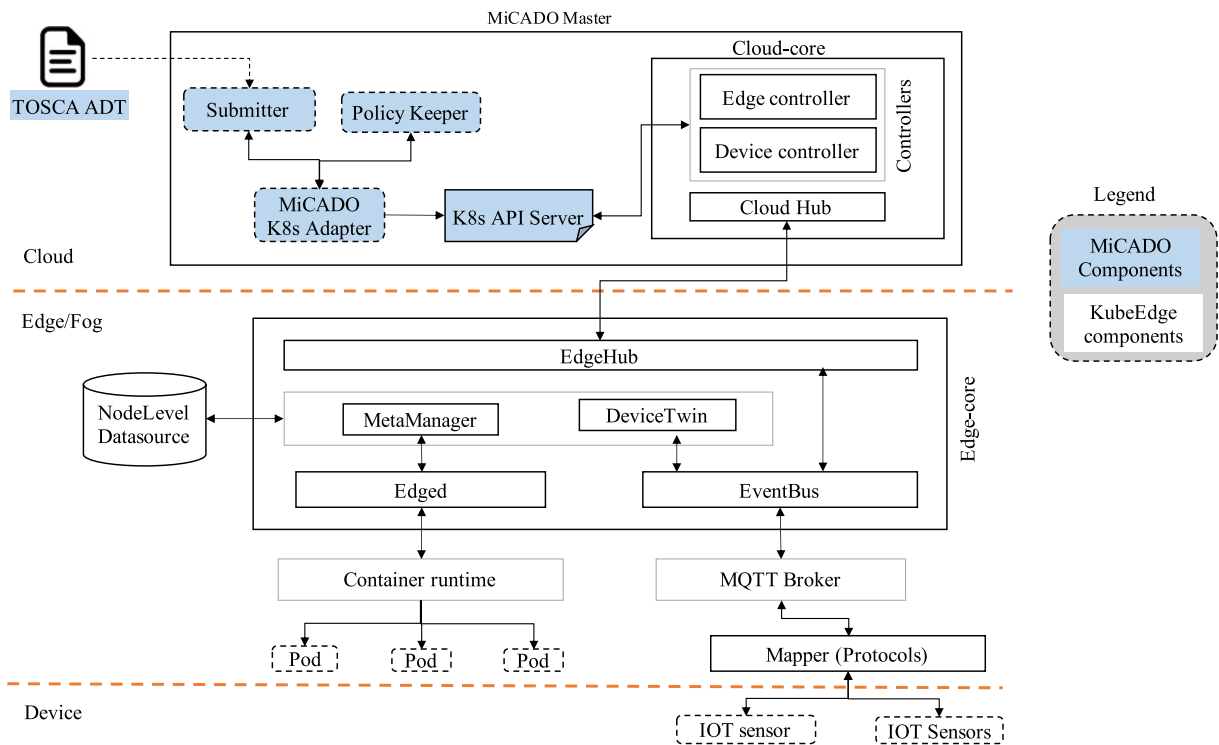 MiCADO Master
TOSCA ADT
Submitter
Policy Keeper
MiCADO
K8s Adapter
K8s API Server
Cloud-core
Edge controller
Device controller
Controllers
Cloud Hub
Cloud
Legend
MiCADO
Components
KubeEdge
components
Edge/Fog
EdgeHub
NodeLevel
Datasource
MetaManager
DeviceTwin
Edged
EventBus
Edge-core
Container runtime
MQTT Broker
Pod
Pod
Pod
Mapper (Protocols)
Device
IOT sensor
IOT Sensors